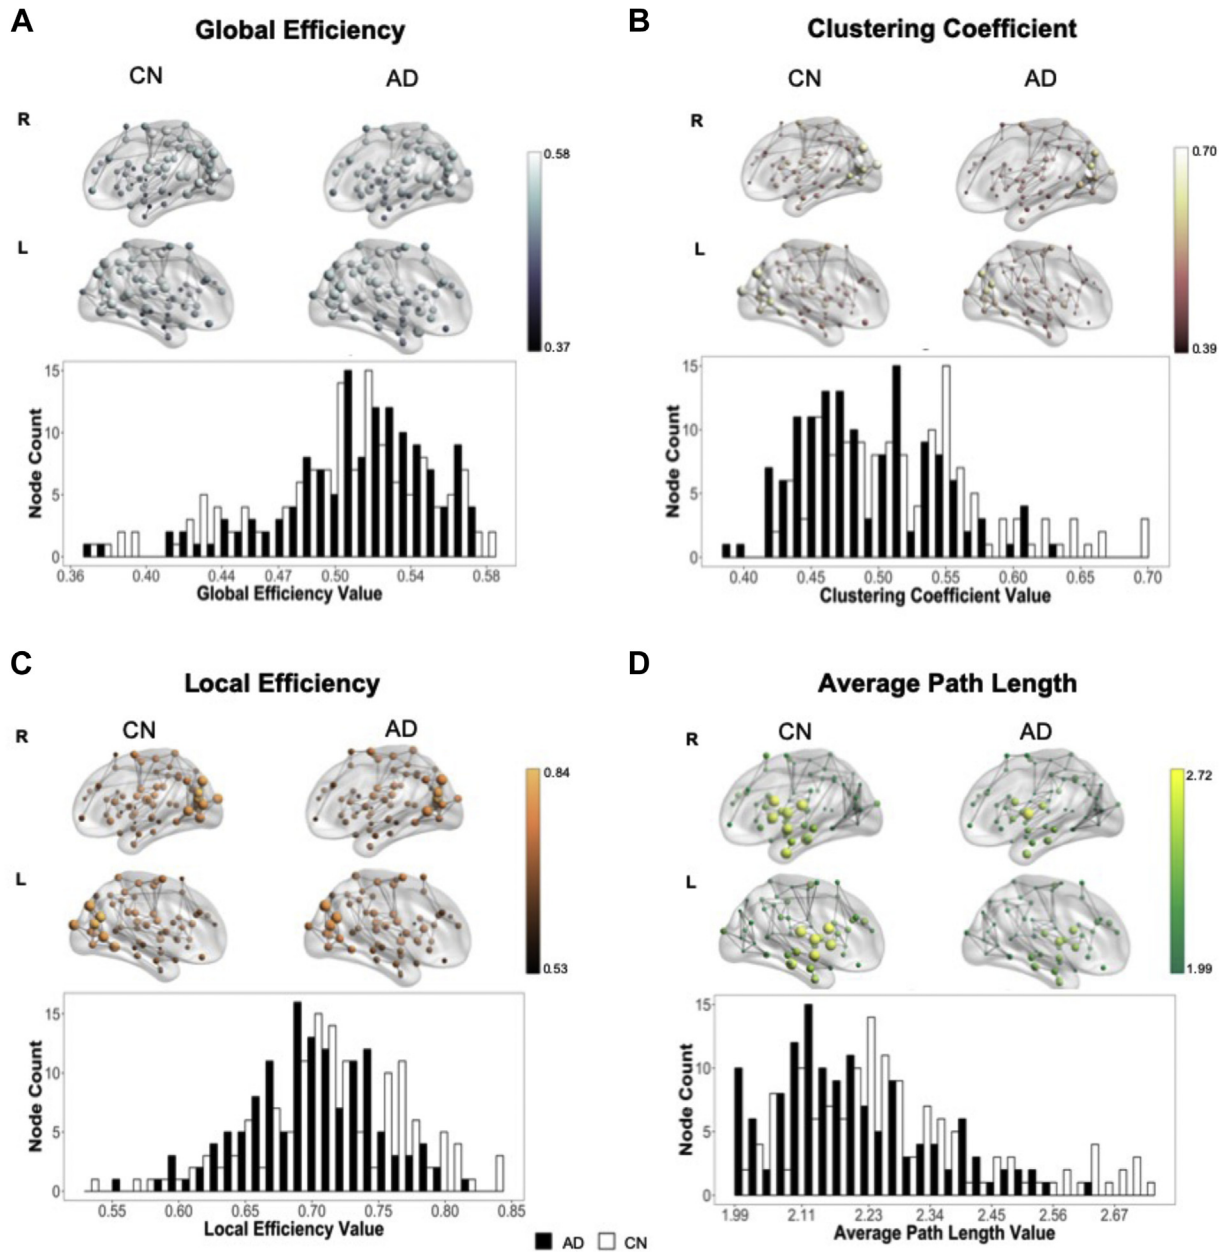 A
Global Efficiency
CN
AD
R
L
0.58
0.37
Node Count
15
10
5
0
0.36
0.40
0.44
0.47
0.50
0.54
0.58
Global Efficiency Value
B
Clustering Coefficient
CN
AD
R
L
0.70
0.39
Node Count
15
10
5
0
0.40
0.45
0.50
0.55
0.60
0.65
0.70
Clustering Coefficient Value
C
Local Efficiency
CN
AD
R
L
0.84
0.53
Node Count
15
10
5
0
0.55
0.60
0.65
0.70
0.75
0.80
0.85
Local Efficiency Value
D
Average Path Length
CN
AD
R
L
2.72
1.99
Node Count
15
10
5
0
1.99
2.11
2.23
2.34
2.45
2.56
2.67
Average Path Length Value
AD
CN